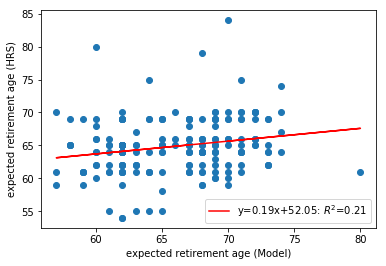 85
80
75
70
65
60
55
expected retirement age (HRS)
y=0.19x+52.05: R²=0.21
60 65 70 75 80
expected retirement age (Model)